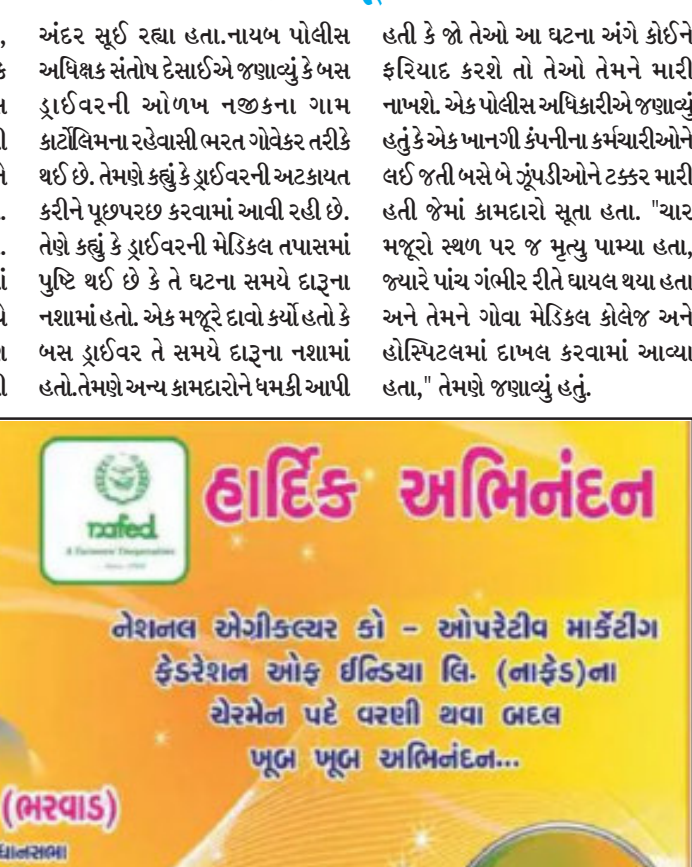 અંદર સૂઈ રહ્યા હતા.નાયબ પોલીસ
અધિક્ષક સંતોષ દેસાઈએ જણાવ્યું કે બસ
ડ્રાઈવરની ઓળખ નજીકના ગામ
કાર્ટોલિમના રહેવાસી ભરત ગોવેકર તરીકે
થઈ છે. તેમણે કહ્યું કે ડ્રાઈવરની અટકાયત
કરીને પૂછપરછ કરવામાં આવી રહી છે.
તેણે કહ્યું કે ડ્રાઈવરની મેડિકલ તપાસમાં
પુષ્ટિ થઈ છે કે તે ઘટના સમયે દારૂના
નશામાં હતો. એક મજૂરે દાવો કર્યો હતો કે
બસ ડ્રાઈવર તે સમયે દારૂના નશામાં
હતો.તેમણે અન્ય કામદારોને ધમકી આપી
હતી કે જો તેઓ આ ઘટના અંગે કોઈને
ફરિયાદ કરશે તો તેઓ તેમને મારી
નાખશે. એક પોલીસ અધિકારીએ જણાવ્યું
હતું કે એક ખાનગી કંપનીના કર્મચારીઓને
લઈ જતી બસે બે ઝૂંપડીઓને ટક્કર મારી
હતી જેમાં કામદારો સૂતા હતા. "ચાર
મજૂરો સ્થળ પર જ મૃત્યુ પામ્યા હતા,
જ્યારે પાંચ ગંભીર રીતે ઘાયલ થયા હતા
અને તેમને ગોવા મેડિકલ કોલેજ અને
હોસ્પિટલમાં દાખલ કરવામાં આવ્યા
હતા," તેમણે જણાવ્યું હતું.
nafed
હાર્દિક અભિનંદન
નેશનલ એગ્રીકલ્ચર કો - ઓપરેટીવ માર્કેટીંગ
ફેડરેશન ઓફ ઈન્ડિયા લિ. (નાફેડ)ના
ચેરમેન પદે વરણી થવા બદલ
ખૂબ ખૂબ અભિનંદન...
(ભરવાડ)